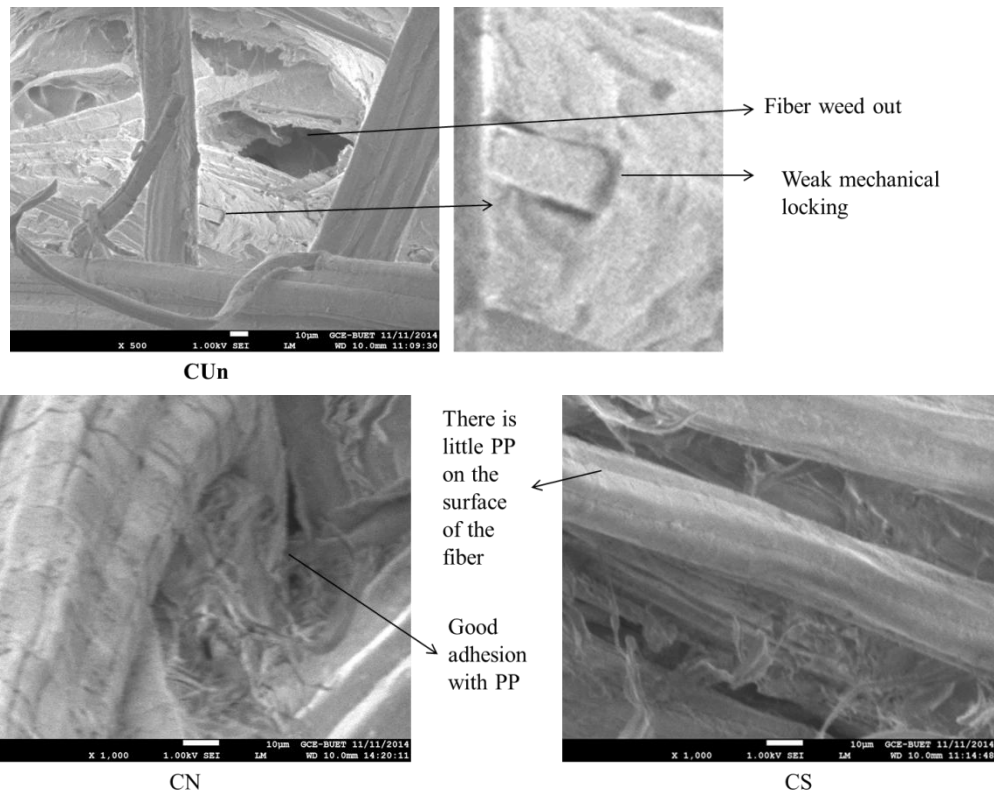 Fiber weed out
Weak mechanical
locking
10µm GCE-BUET 11/11/2014
X 500 1.00kV SEI LM WD 10.0mm 11:09:30
CUn
There is
little PP
on the
surface
of the
fiber
Good
adhesion
with PP
10µm GCE-BUET 11/11/2014
X 1,000 1.00kV SEI LM WD 10.0mm 14:20:11
CN
10µm GCE-BUET 11/11/2014
X 1,000 1.00kV SEI LM WD 10.0mm 11:14:48
CS